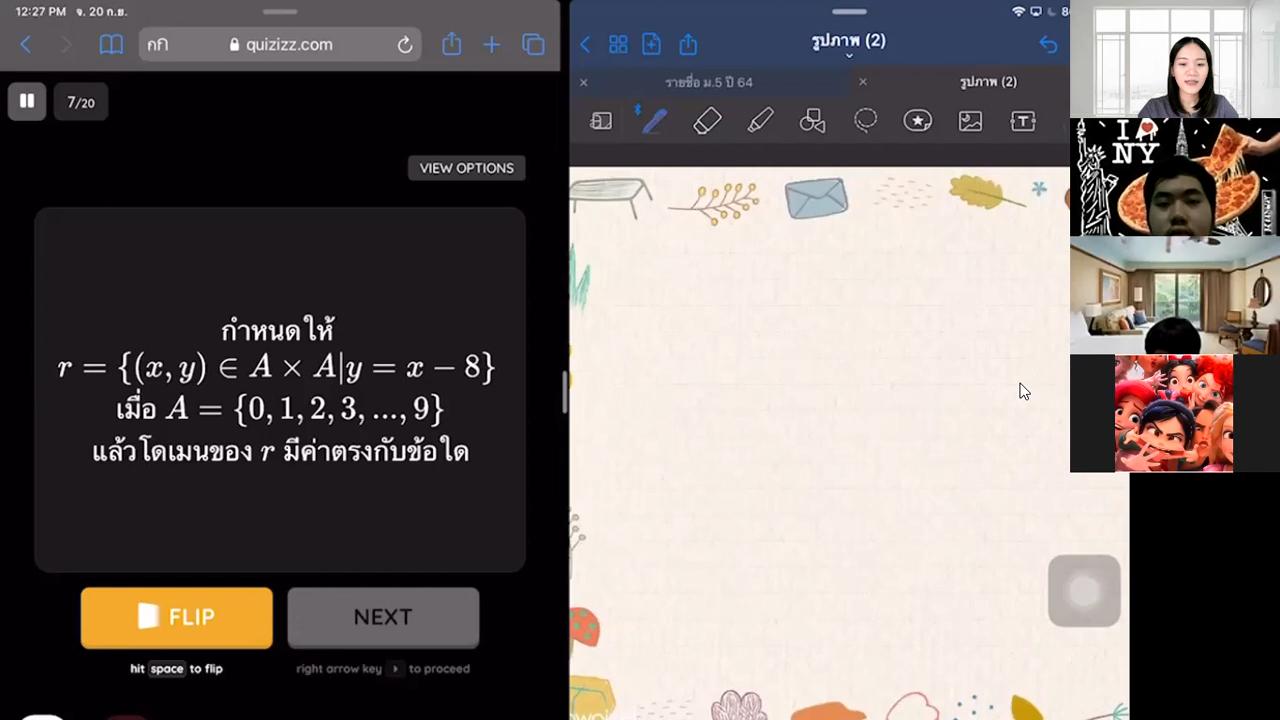 12:27 PM จ. 20 ก.ย.
กก quizizz.com
7/20
VIEW OPTIONS
กำหนดให้
r = {(x, y) ∈ A × A|y = x − 8}
เมื่อ A = {0, 1, 2, 3, ..., 9}
แล้วโดเมนของ r มีค่าตรงกับข้อใด
FLIP
NEXT
hit space to flip
right arrow key to proceed
รูปภาพ (2)
รายชื่อ ม.5 ปี 64
รูปภาพ (2)
I NY